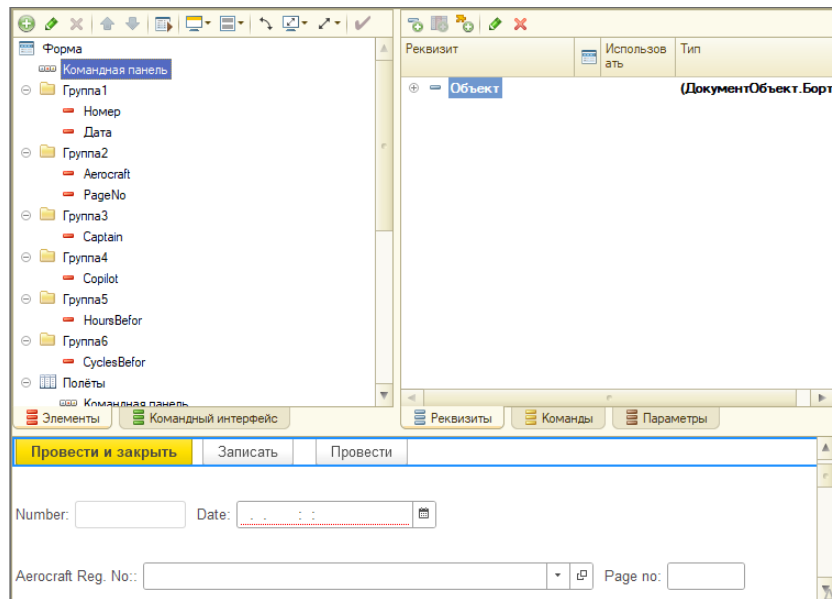 Форма
Командная панель
Группа1
Номер
Дата
Группа2
Aerocraft
PageNo
Группа3
Captain
Группа4
Copilot
Группа5
HoursBefor
Группа6
CyclesBefor
Полёты
Командная панель
Элементы Командный интерфейс
Реквизит Использов
ать Тип
Объект (ДокументОбъект.Борт
Реквизиты Команды Параметры
Провести и закрыть Записать Провести
Number: Date: . . : :
Aerocraft Reg. No:: Page no: